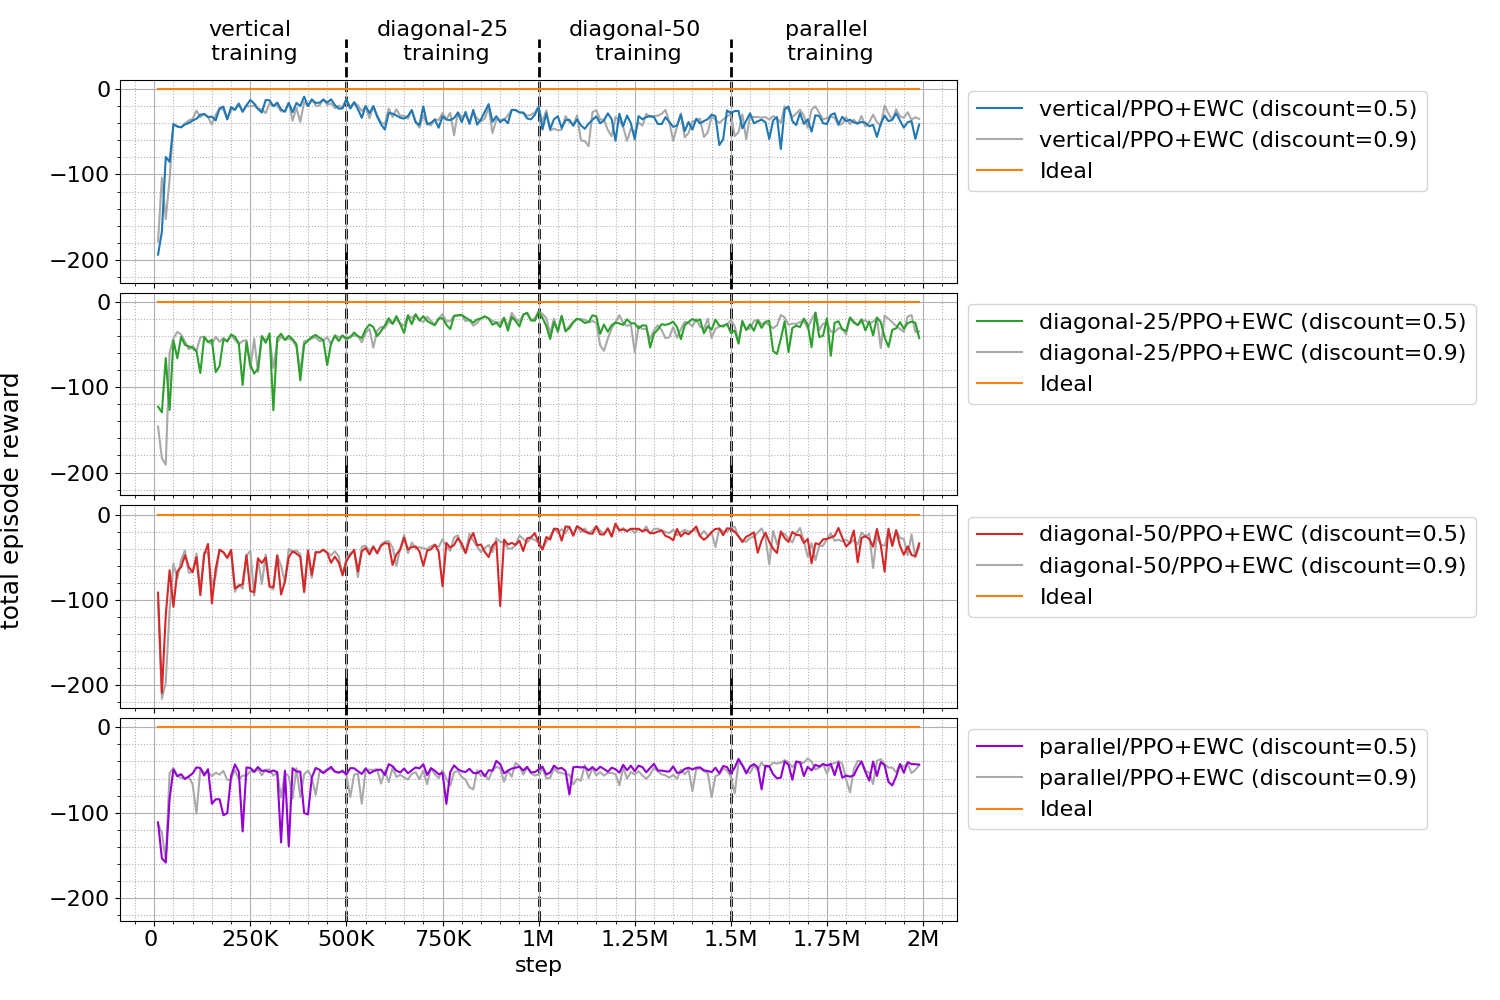 vertical training
diagonal-25 training
diagonal-50 training
parallel training
total episode reward
0
−100
−200
vertical/PPO+EWC (discount=0.5)
vertical/PPO+EWC (discount=0.9)
Ideal
0
−100
−200
diagonal-25/PPO+EWC (discount=0.5)
diagonal-25/PPO+EWC (discount=0.9)
Ideal
0
−100
−200
diagonal-50/PPO+EWC (discount=0.5)
diagonal-50/PPO+EWC (discount=0.9)
Ideal
0
−100
−200
parallel/PPO+EWC (discount=0.5)
parallel/PPO+EWC (discount=0.9)
Ideal
0 250K 500K 750K 1M 1.25M 1.5M 1.75M 2M
step